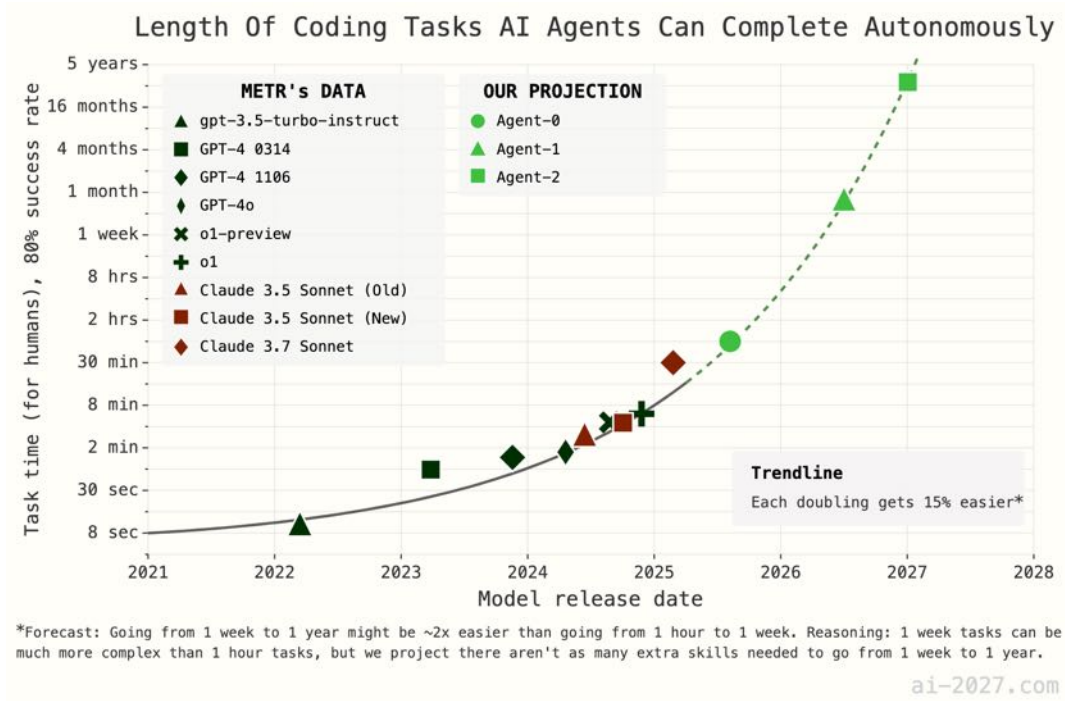 Length Of Coding Tasks AI Agents Can Complete Autonomously
Task time (for humans), 80% success rate
5 years
16 months
4 months
1 month
1 week
8 hrs
2 hrs
30 min
8 min
2 min
30 sec
8 sec
METR's DATA
gpt-3.5-turbo-instruct
GPT-4 0314
GPT-4 1106
GPT-4o
o1-preview
o1
Claude 3.5 Sonnet (Old)
Claude 3.5 Sonnet (New)
Claude 3.7 Sonnet
OUR PROJECTION
Agent-0
Agent-1
Agent-2
Trendline
Each doubling gets 15% easier*
2021 2022 2023 2024 2025 2026 2027 2028
Model release date
*Forecast: Going from 1 week to 1 year might be ~2x easier than going from 1 hour to 1 week. Reasoning: 1 week tasks can be
much more complex than 1 hour tasks, but we project there aren't as many extra skills needed to go from 1 week to 1 year.
ai-2027.com